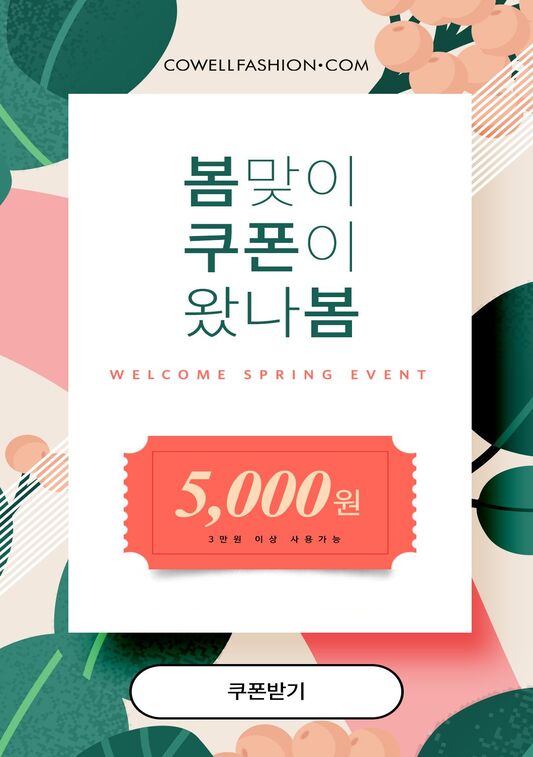 COWELLFASHION•COM
봄맞이
쿠폰이
왔나봄
WELCOME SPRING EVENT
5,000원
3만원 이상 사용가능
쿠폰받기